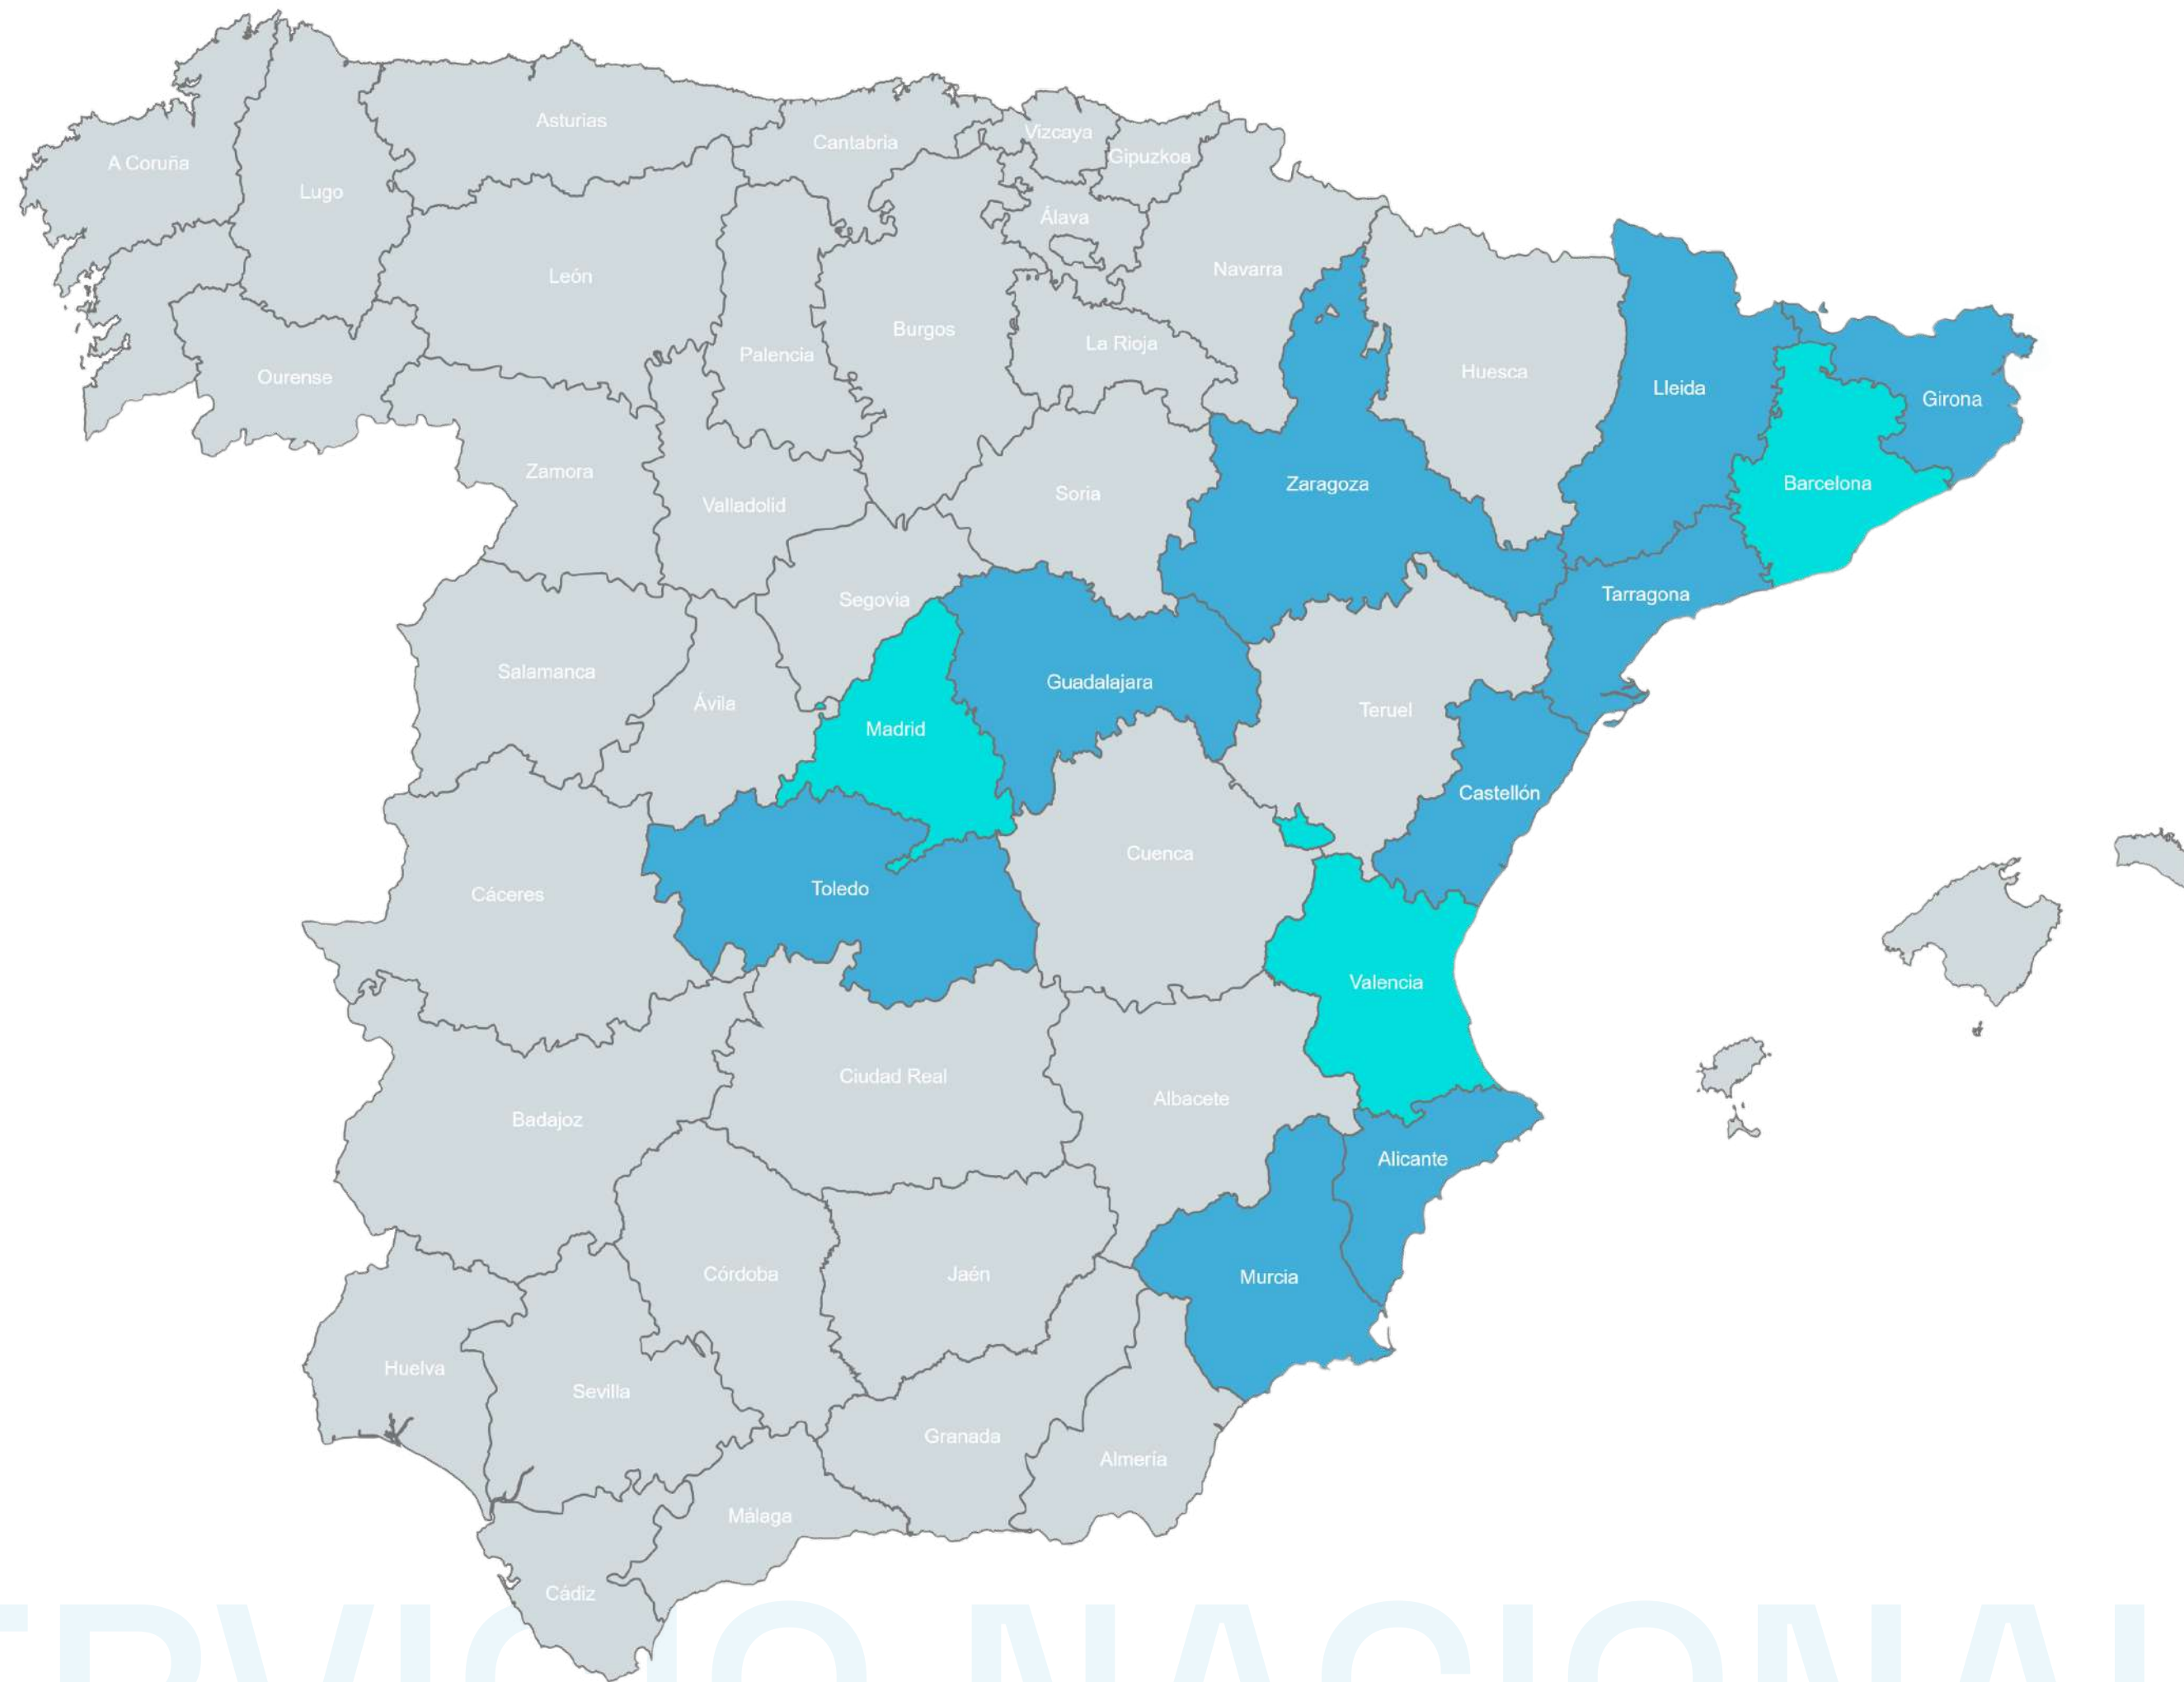 Asturias
Cantabria
Vizcaya
Gipuzkoa
A Coruña
Lugo
Álava
León
Navarra
Burgos
La Rioja
Palencia
Huesca
Ourense
Lleida
Girona
Zamora
Valladolid
Soria
Zaragoza
Barcelona
Segovia
Tarragona
Salamanca
Ávila
Guadalajara
Madrid
Teruel
Castellón
Cuenca
Cáceres
Toledo
Valencia
Ciudad Real
Albacete
Badajoz
Alicante
Córdoba
Jaén
Murcia
Huelva
Sevilla
Granada
Almería
Málaga
Cádiz
ERVICIO NACIONAL